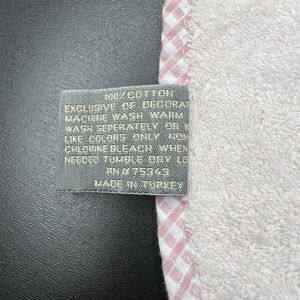 100% COTTON
EXCLUSIVE OF DECORAT
MACHINE WASH WARM
WASH SEPERATELY OR W
LIKE COLORS ONLY NON
CHLORINE BLEACH WHEN
NEEDED TUMBLE DRY LO
RN# 75343
MADE IN TURKEY